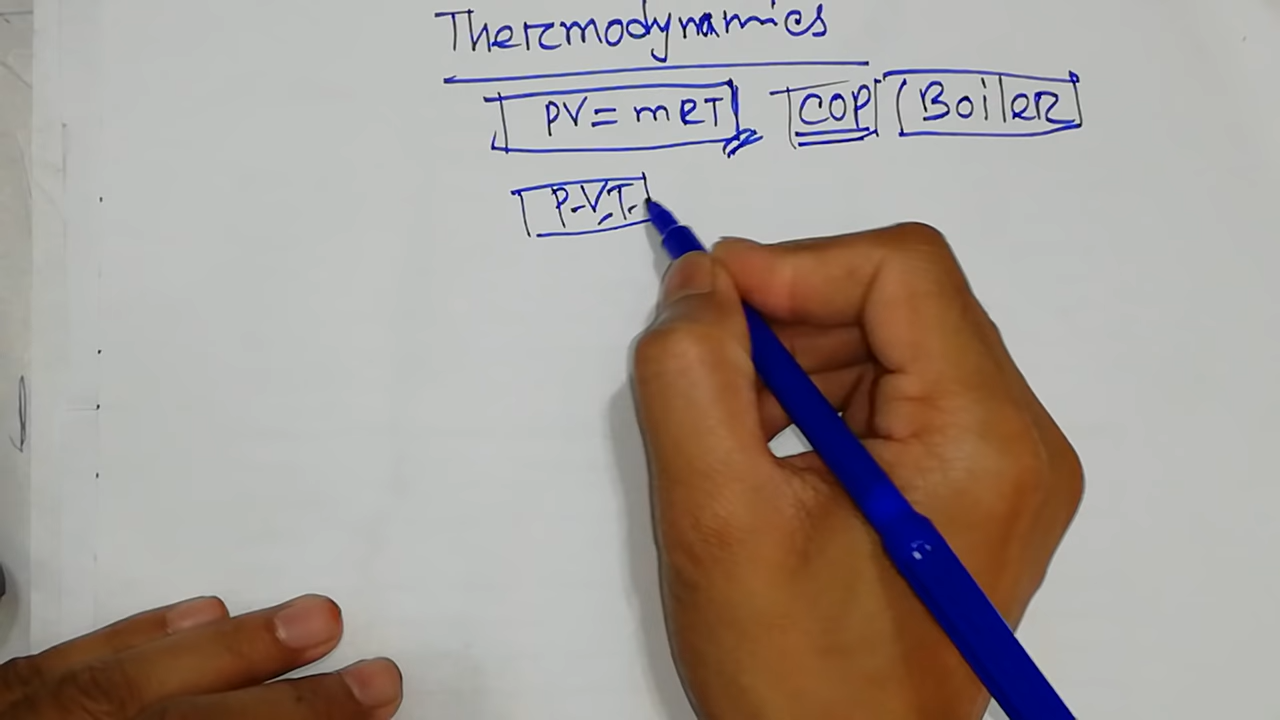 Thermodynamics
PV = mRT COP Boiler
P-V-T-